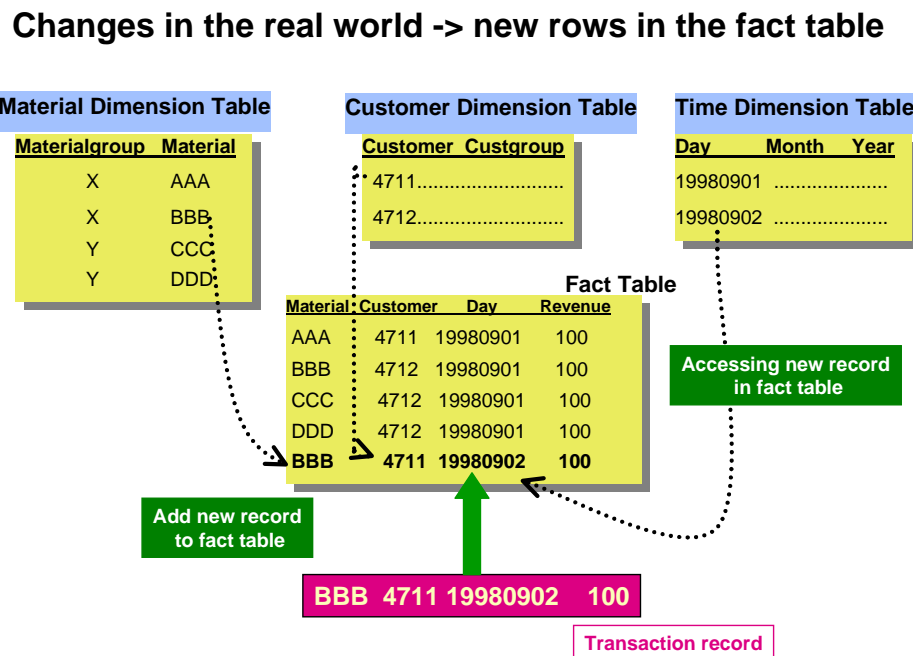 Changes in the real world -> new rows in the fact table
Material Dimension Table
Materialgroup Material
X AAA
X BBB
Y CCC
Y DDD
Customer Dimension Table
Customer Custgroup
4711..........................
4712..........................
Time Dimension Table
Day Month Year
19980901 .....................
19980902 .....................
Fact Table
Material Customer Day Revenue
AAA 4711 19980901 100
BBB 4712 19980901 100
CCC 4712 19980901 100
DDD 4712 19980901 100
BBB 4711 19980902 100
Accessing new record
in fact table
Add new record
to fact table
BBB 4711 19980902 100
Transaction record